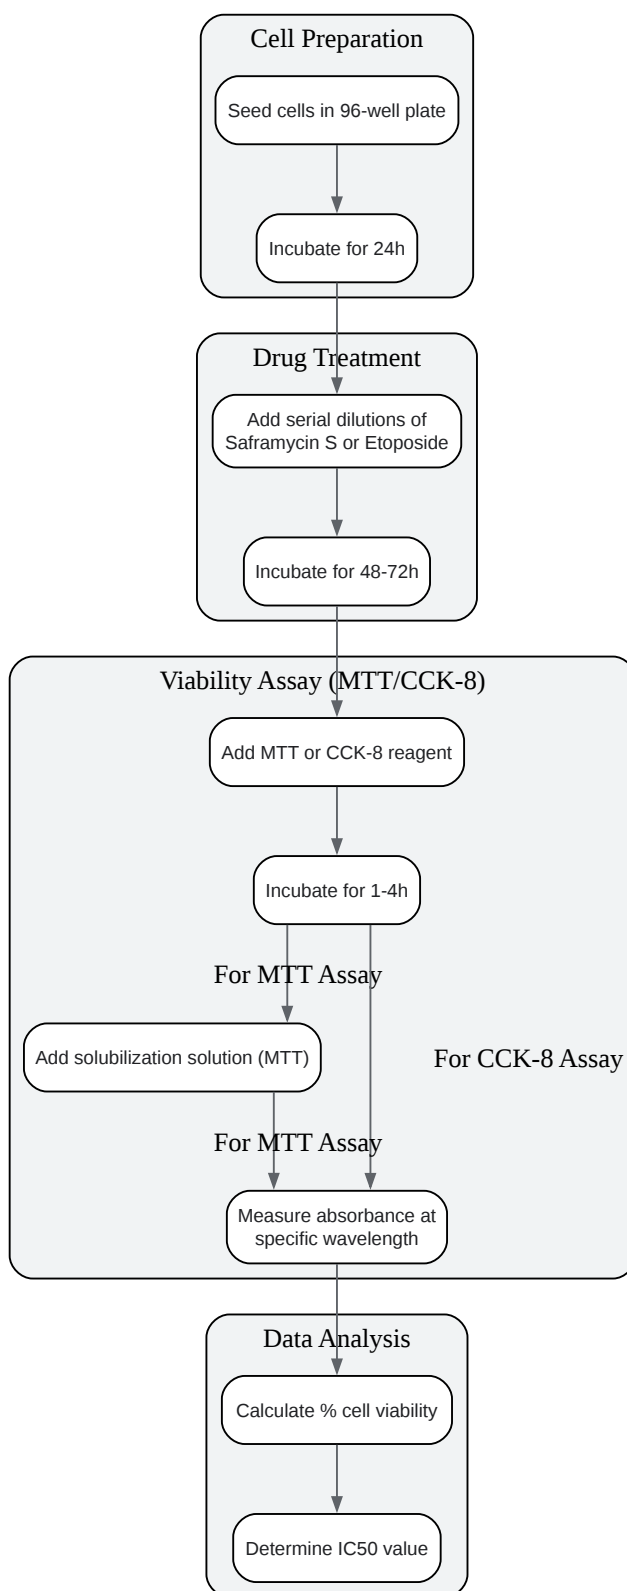 Cell Preparation
Seed cells in 96-well plate
Incubate for 24h
Drug Treatment
Add serial dilutions of
Saframycin S or Etoposide
Incubate for 48-72h
Viability Assay (MTT/CCK-8)
Add MTT or CCK-8 reagent
Incubate for 1-4h
For MTT Assay
Add solubilization solution (MTT)
For CCK-8 Assay
For MTT Assay
Measure absorbance at
specific wavelength
Data Analysis
Calculate % cell viability
Determine IC50 value